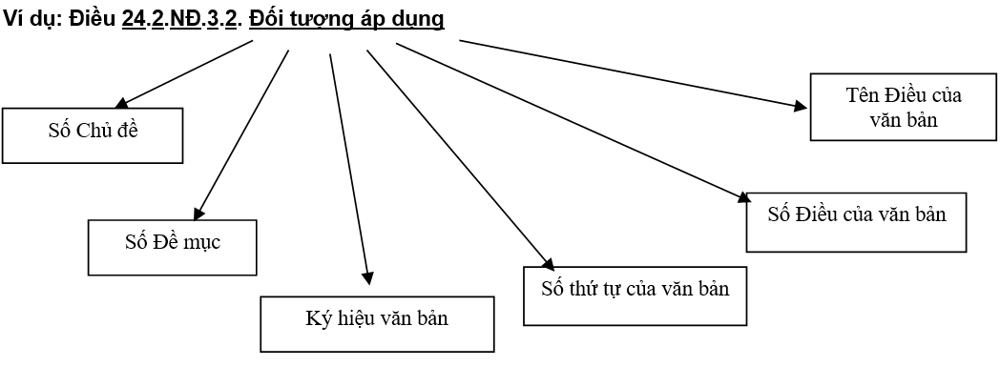 Ví dụ: Điều 24.2.NĐ.3.2. Đối tượng áp dụng
Số Chủ đề
Số Đề mục
Ký hiệu văn bản
Số thứ tự của văn bản
Số Điều của văn bản
Tên Điều của
văn bản